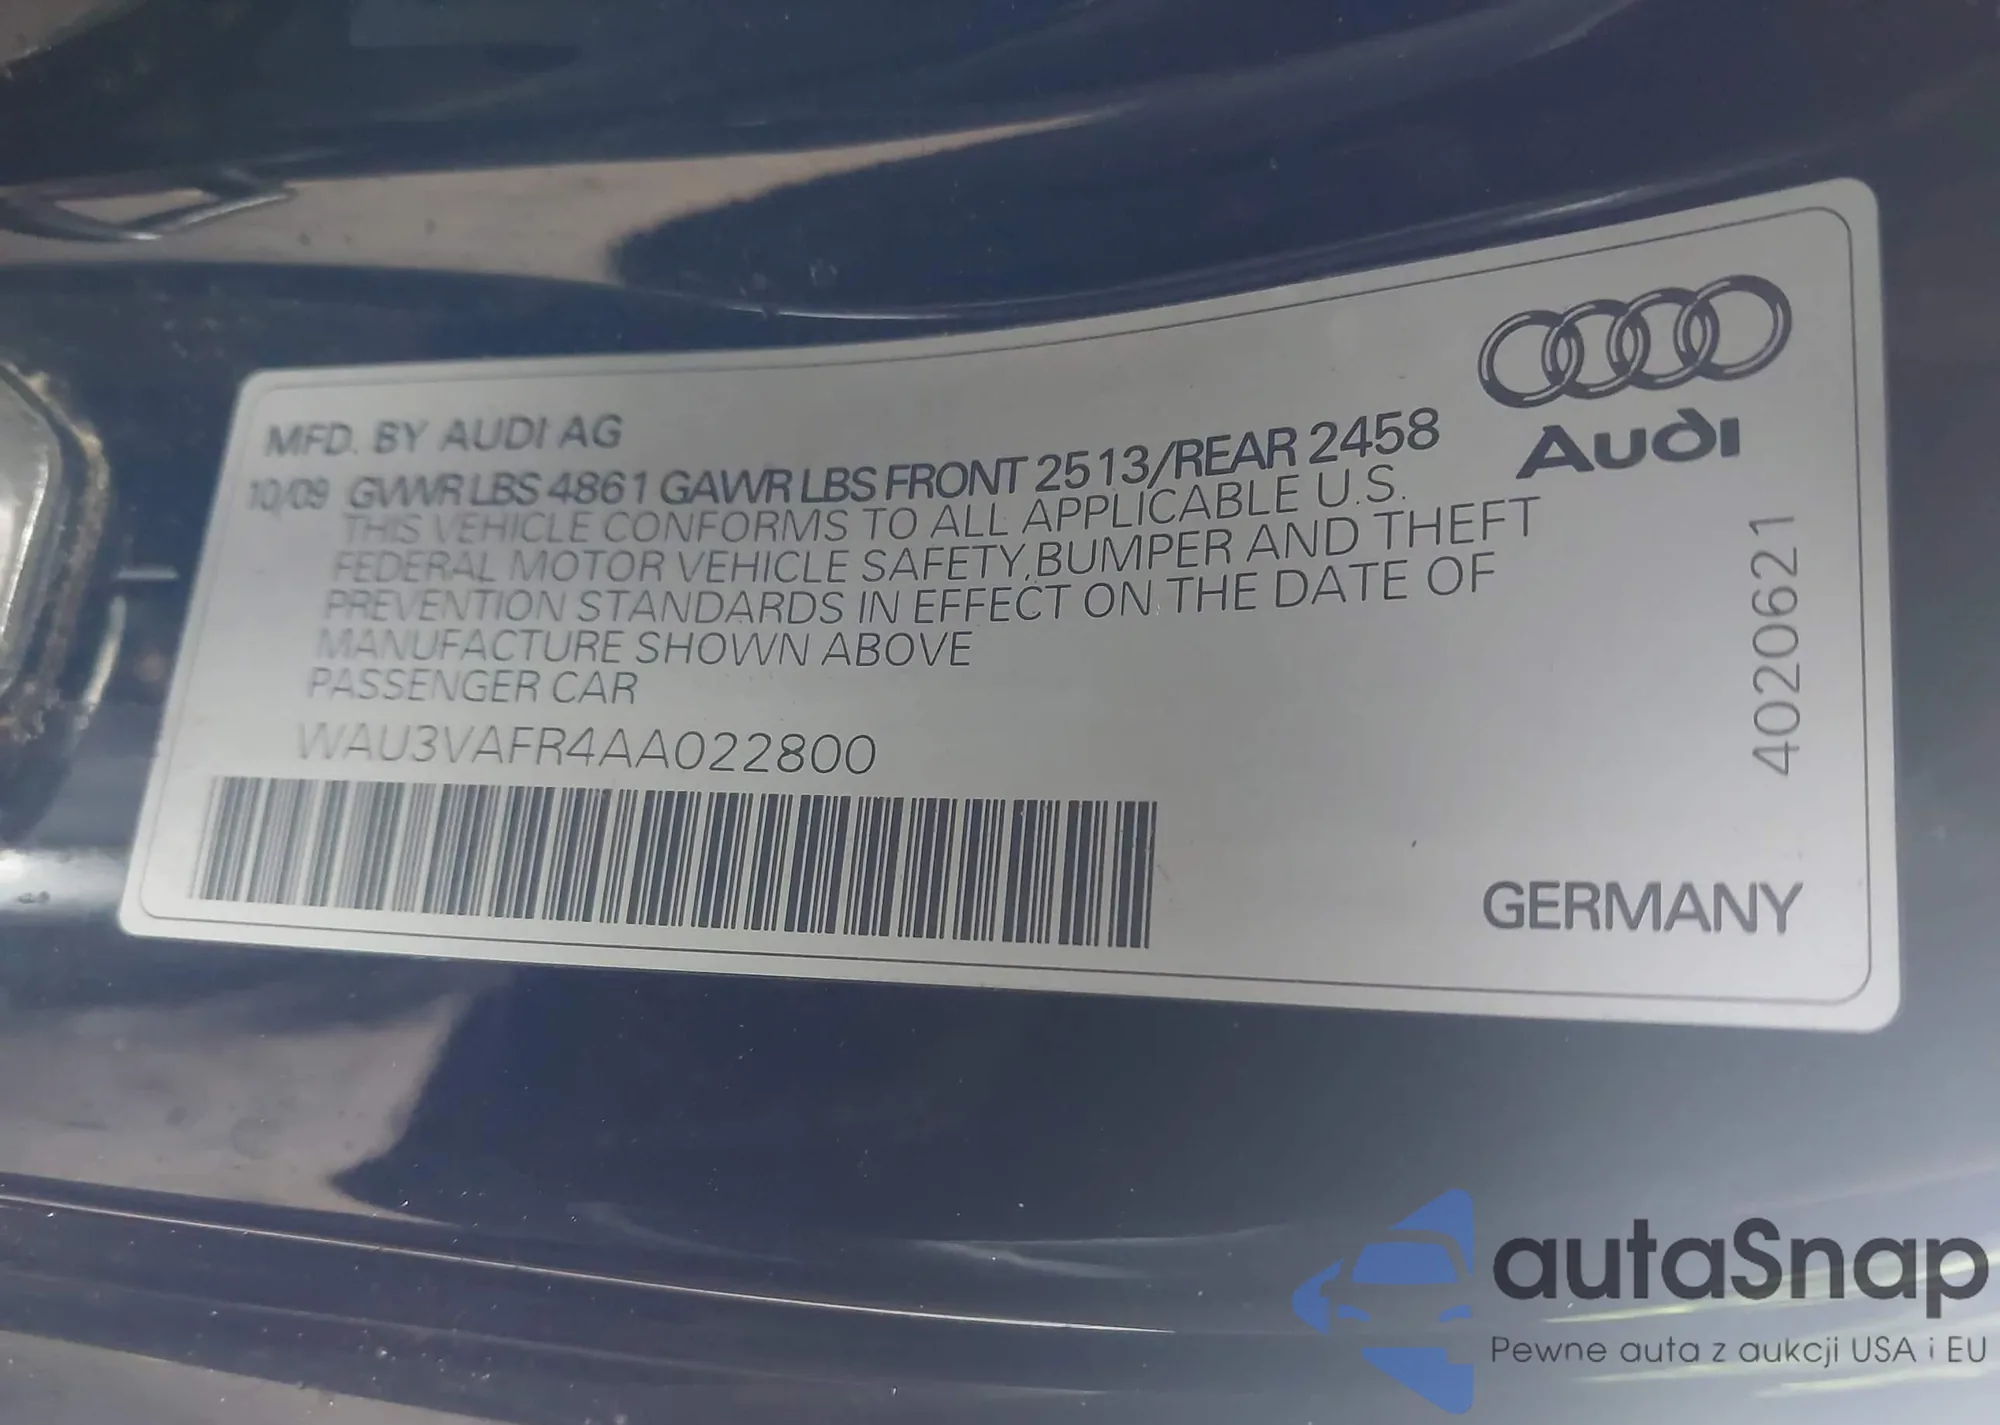 MFD. BY AUDI AG
10/09 GVWR LBS 4861 GAWR LBS FRONT 2513/REAR 2458
THIS VEHICLE CONFORMS TO ALL APPLICABLE U.S.
FEDERAL MOTOR VEHICLE SAFETY, BUMPER AND THEFT
PREVENTION STANDARDS IN EFFECT ON THE DATE OF
MANUFACTURE SHOWN ABOVE
PASSENGER CAR
WAU3VAFR4AA022800
Audi
4020621
GERMANY
autaSnap
Pewne auta z aukcji USA i EU